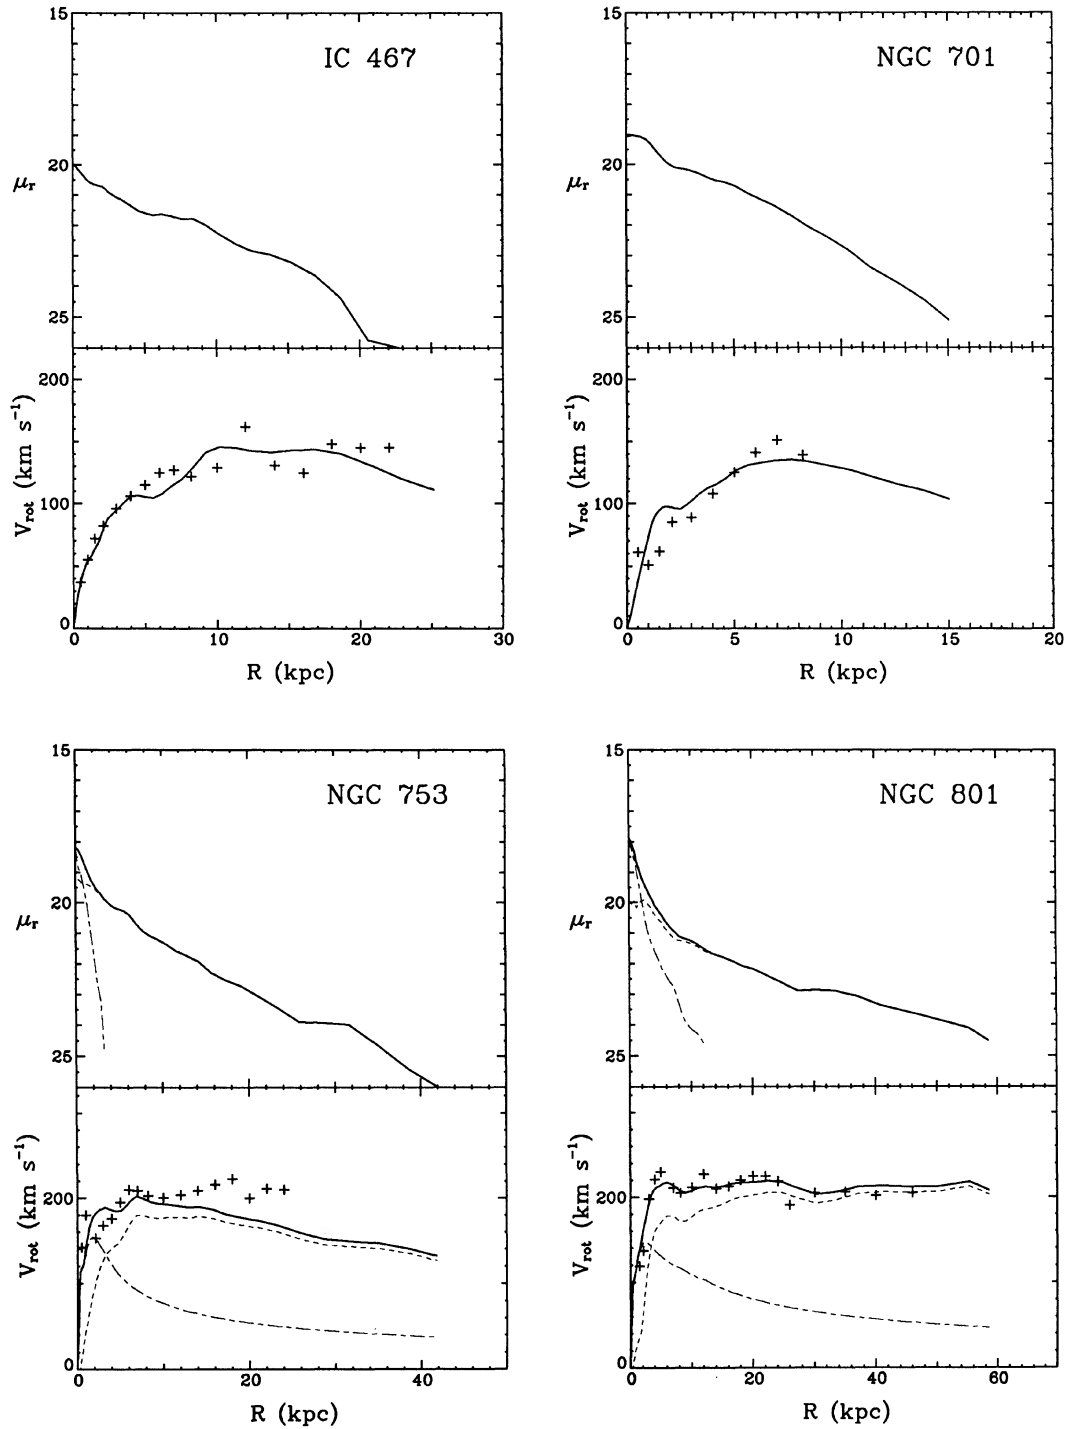 15
IC 467
20
μr
25
200
Vrot (km s⁻¹)
100
0
0 10 20 30
R (kpc)
15
NGC 701
20
μr
25
200
Vrot (km s⁻¹)
100
0
0 5 10 15 20
R (kpc)
15
NGC 753
20
μr
25
200
Vrot (km s⁻¹)
0
0 20 40
R (kpc)
15
NGC 801
20
μr
25
200
Vrot (km s⁻¹)
0
0 20 40 60
R (kpc)